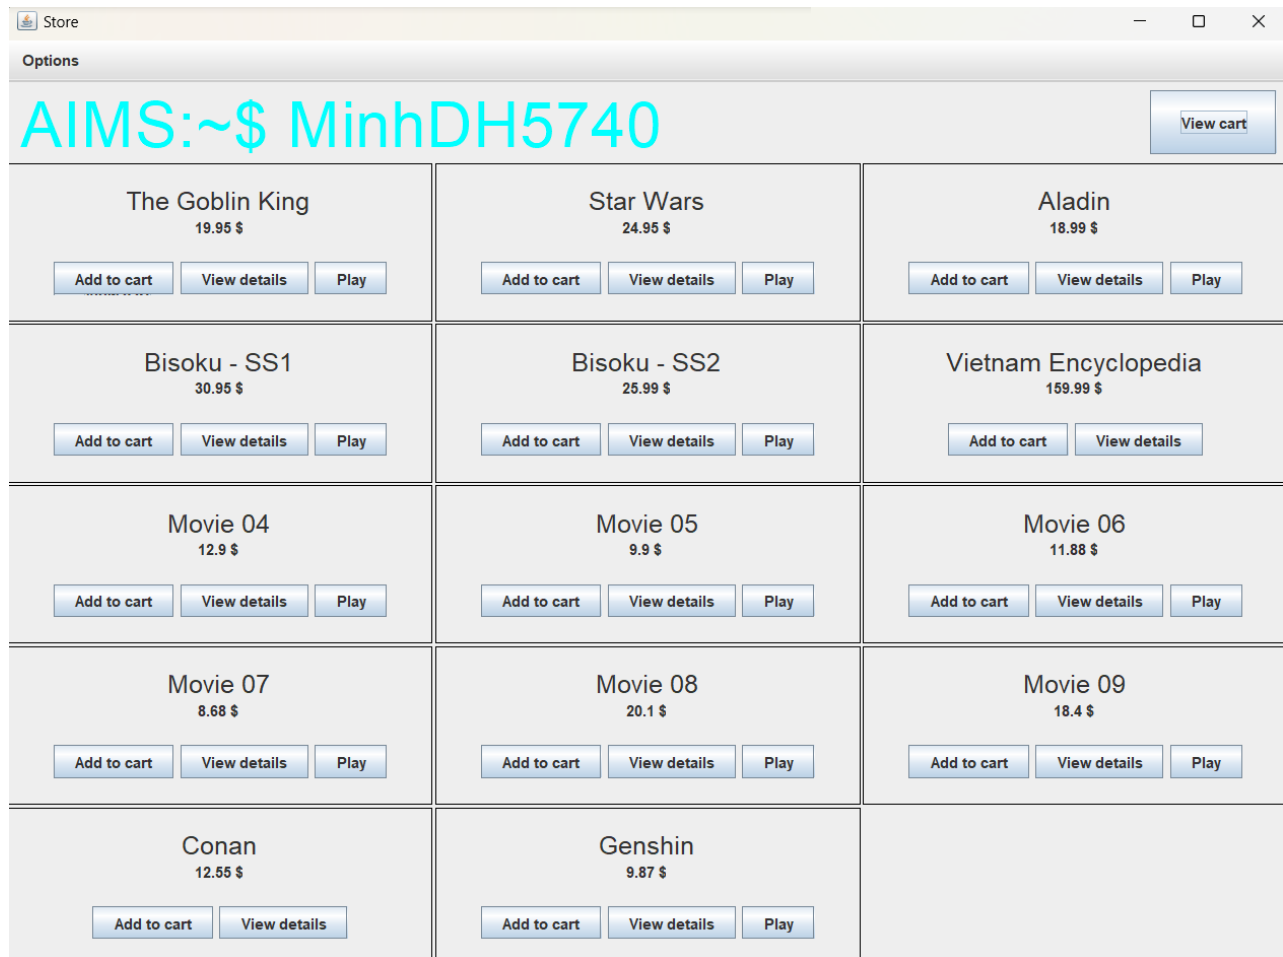 Store
Options
AIMS:~$ MinhDH5740
View cart
The Goblin King
19.95 $
Add to cart View details Play
Star Wars
24.95 $
Add to cart View details Play
Aladin
18.99 $
Add to cart View details Play
Bisoku - SS1
30.95 $
Add to cart View details Play
Bisoku - SS2
25.99 $
Add to cart View details Play
Vietnam Encyclopedia
159.99 $
Add to cart View details
Movie 04
12.9 $
Add to cart View details Play
Movie 05
9.9 $
Add to cart View details Play
Movie 06
11.88 $
Add to cart View details Play
Movie 07
8.68 $
Add to cart View details Play
Movie 08
20.1 $
Add to cart View details Play
Movie 09
18.4 $
Add to cart View details Play
Conan
12.55 $
Add to cart View details
Genshin
9.87 $
Add to cart View details Play